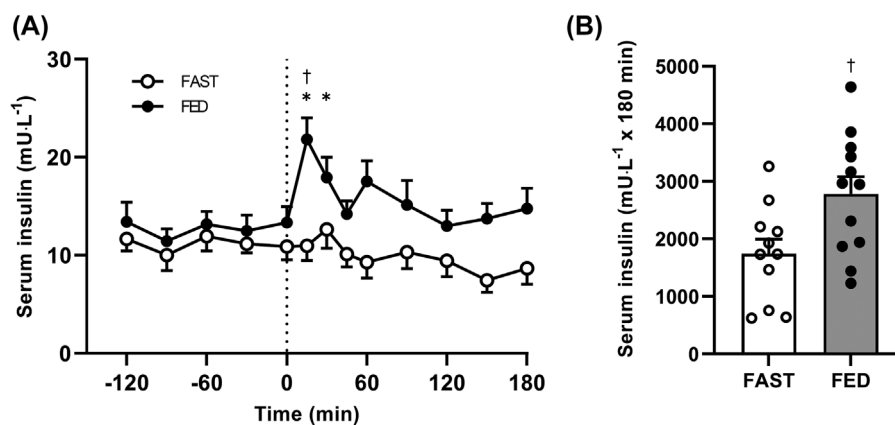 (A)
Serum insulin (mU·L-1)
30
20
10
0
FAST
FED
†
* *
-120 -60 0 60 120 180
Time (min)
(B)
Serum insulin (mU·L-1 x 180 min)
5000
4000
3000
2000
1000
0
†
FAST FED